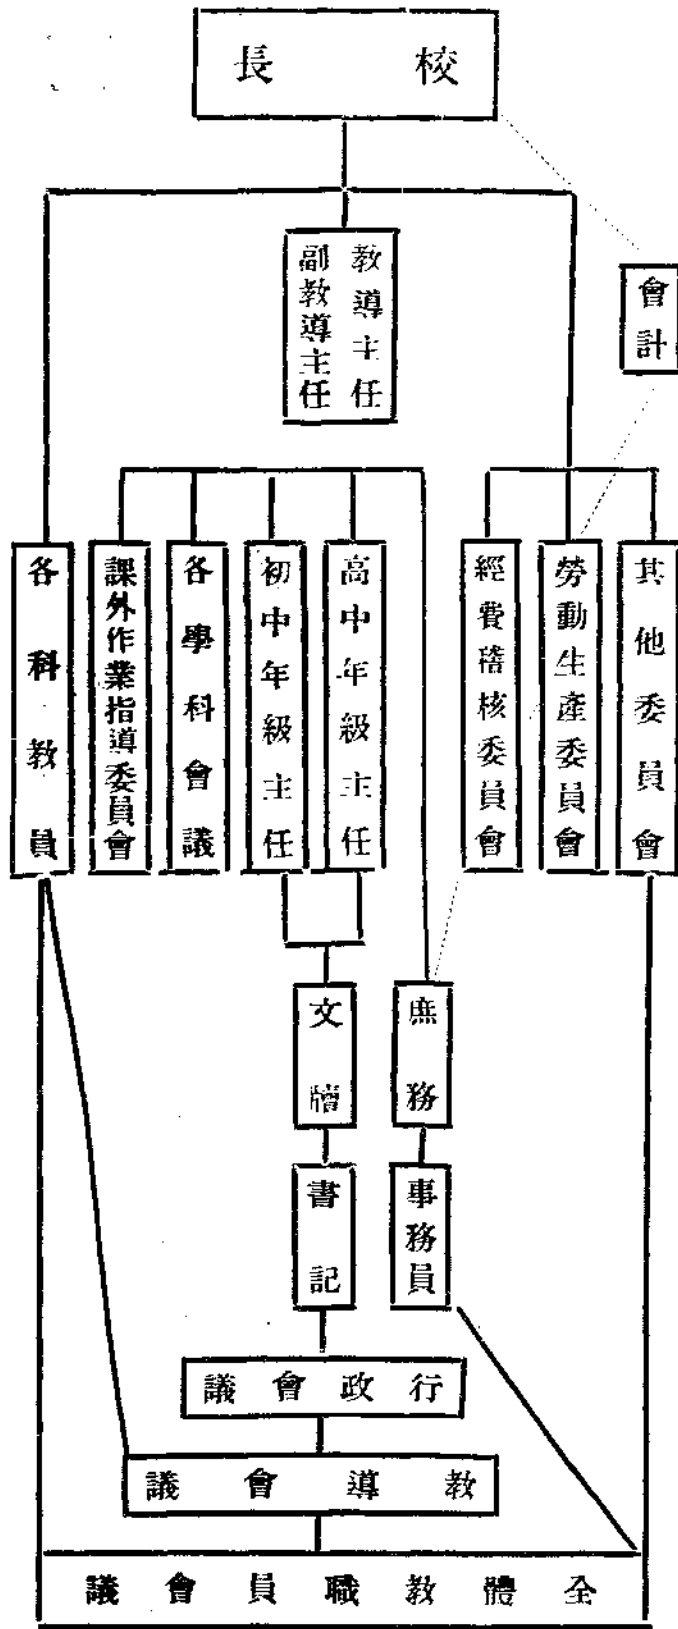 校長
教導主任
副教導主任
會計
其他委員會
勞動生產委員會
經費稽核委員會
高中年級主任
初中年級主任
各學科會議
課外作業指導委員會
各科教員
庶務
文牘
事務員
書記
行政會議
教導會議
全體教職員會議